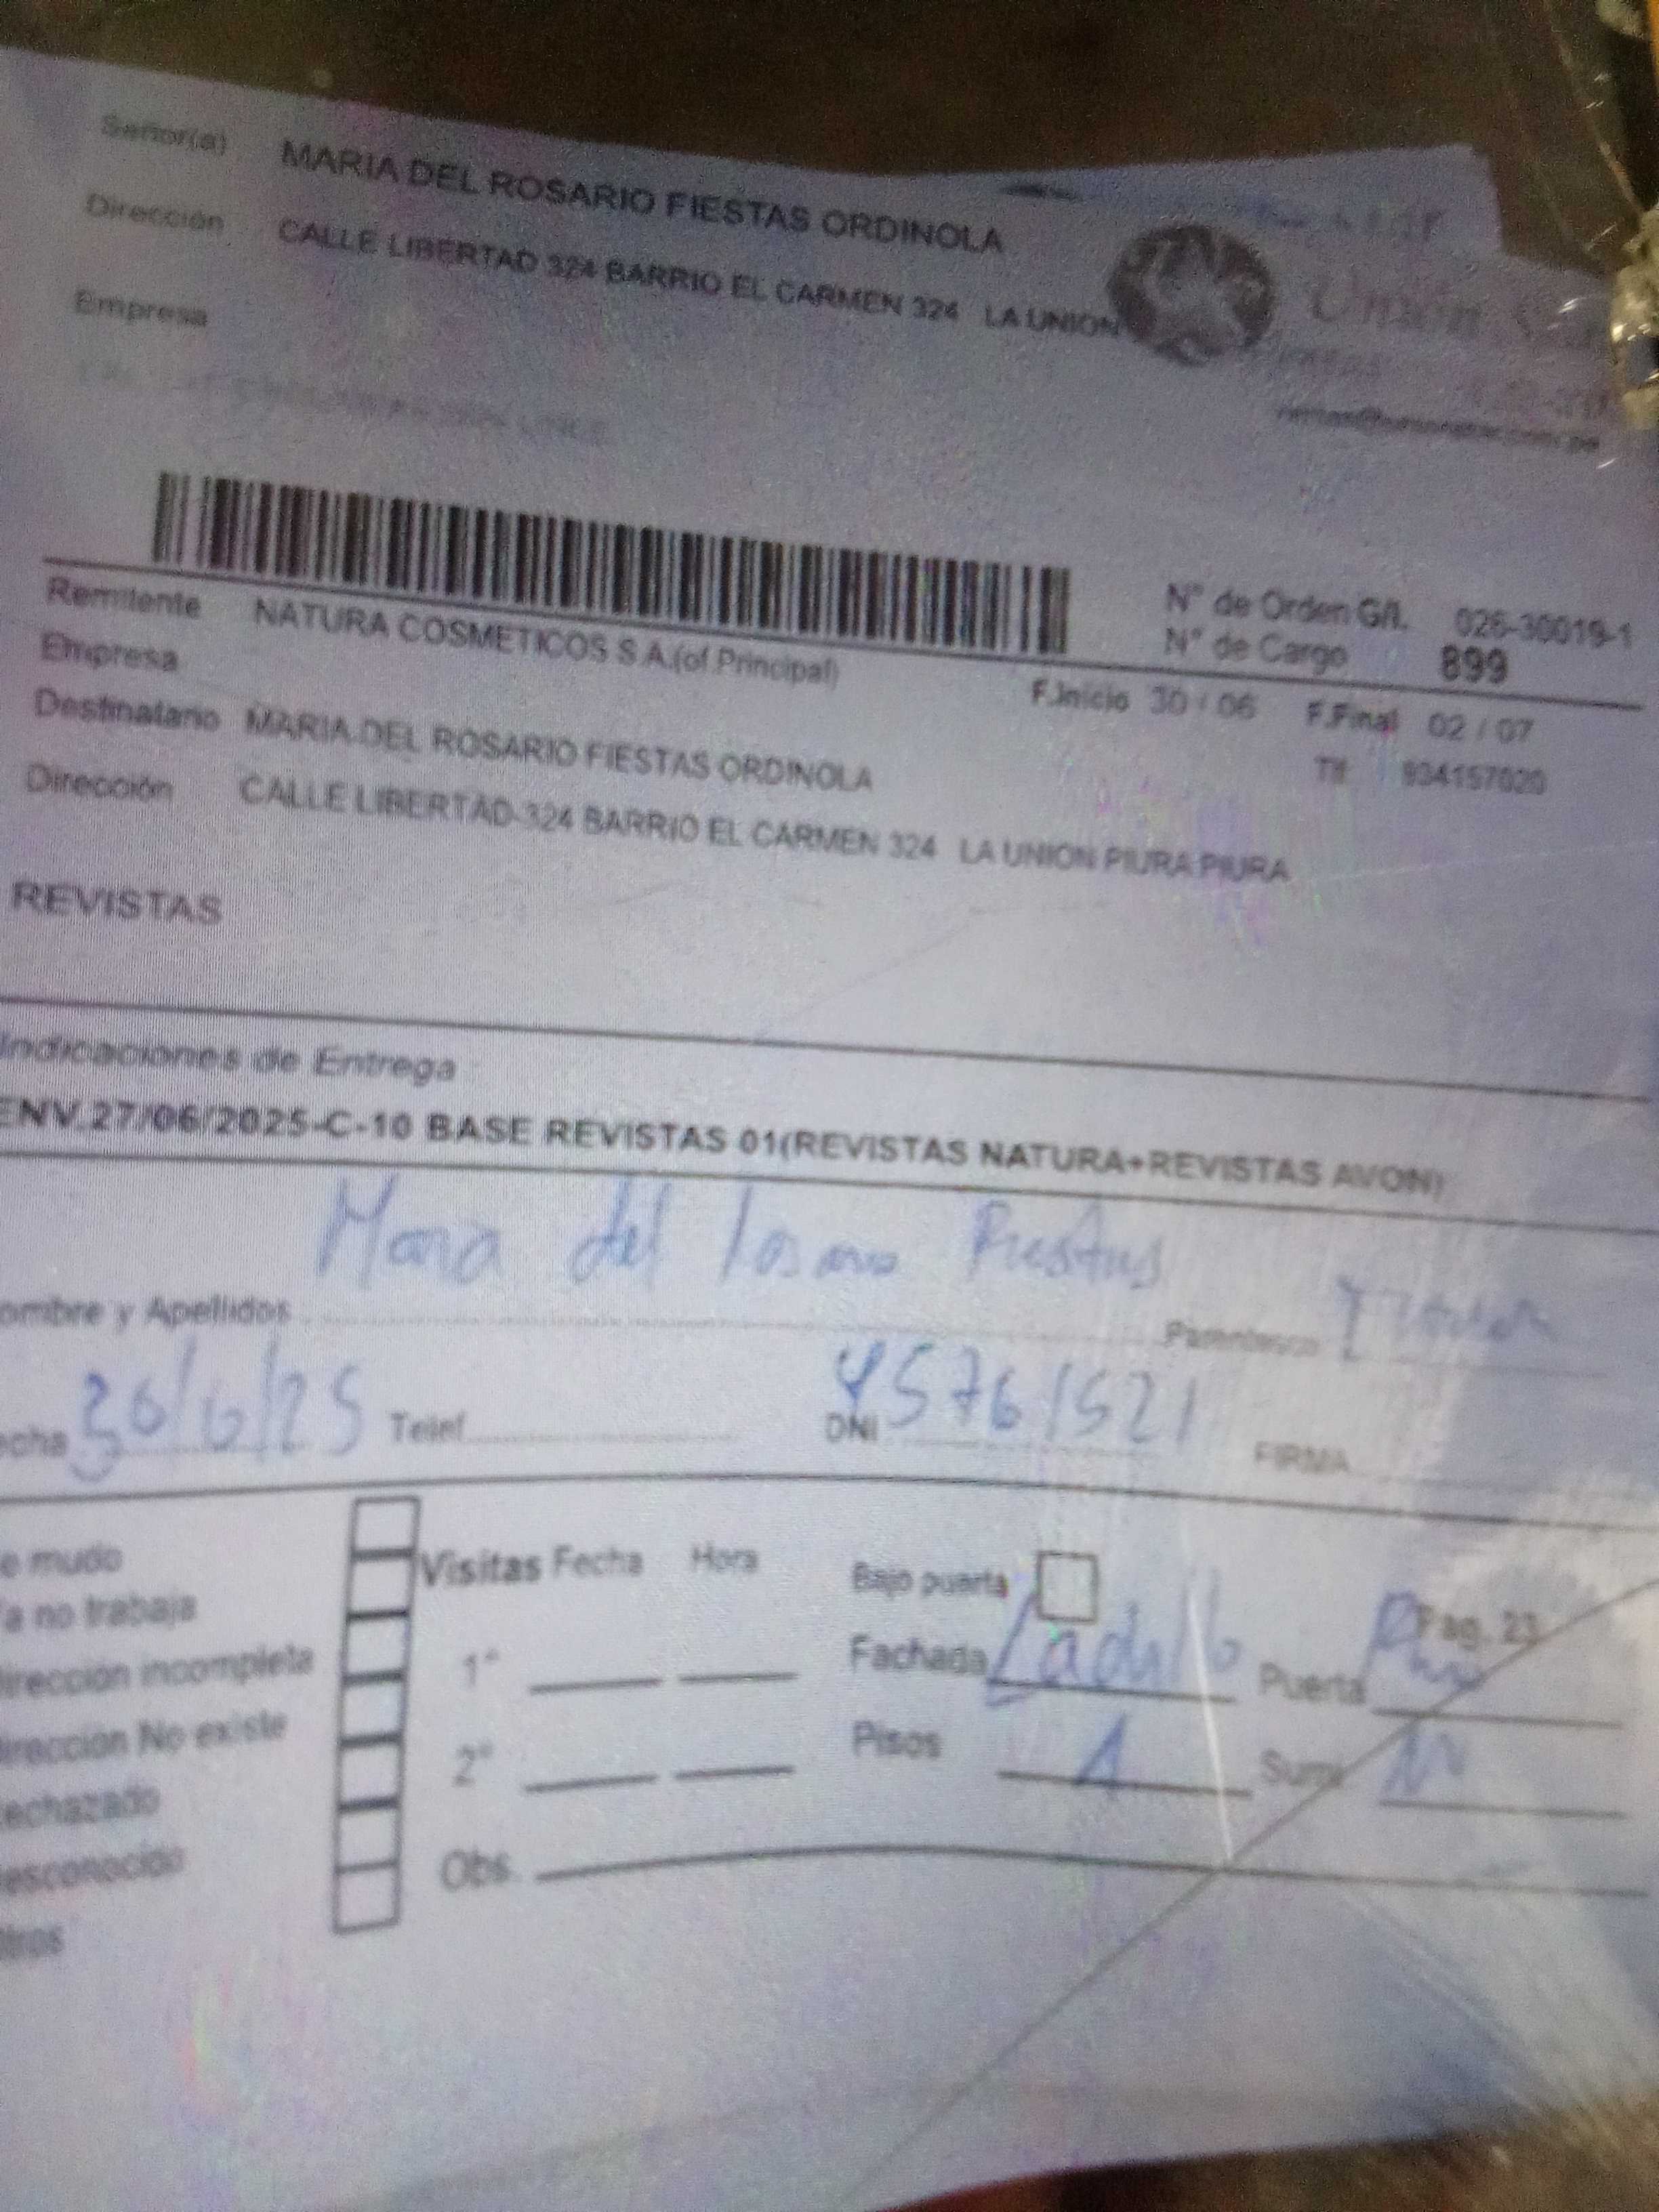 Señor(a) MARIA DEL ROSARIO FIESTAS ORDINOLA
Dirección CALLE LIBERTAD 324 BARRIO EL CARMEN 324 LA UNION
Empresa
Unión
N° de Orden G/I. 026-30019-1
N° de Cargo 899
Remitente NATURA COSMETICOS S.A.(of.Principal)
Empresa
F.Inicio 30 / 06 F.Final 02 / 07
Destinatario MARIA DEL ROSARIO FIESTAS ORDINOLA
Tlf 934157020
Dirección CALLE LIBERTAD 324 BARRIO EL CARMEN 324 LA UNION PIURA PIURA
REVISTAS
Indicaciones de Entrega
ENV.27/06/2025-C-10 BASE REVISTAS 01(REVISTAS NATURA+REVISTAS AVON)
Maria del Fiestas
ombre y Apellidos Parentesco
echa 30/6/25 Telef. DNI 45761521 FIRMA
e mudo
Visitas Fecha Hora Bajo puerta Pag. 23
a no trabaja
irección incompleta 1° Fachada Ladrillo Puerta
irección No existe
2° Pisos 1 Sumi
echazado
esconocido Obs.
tros